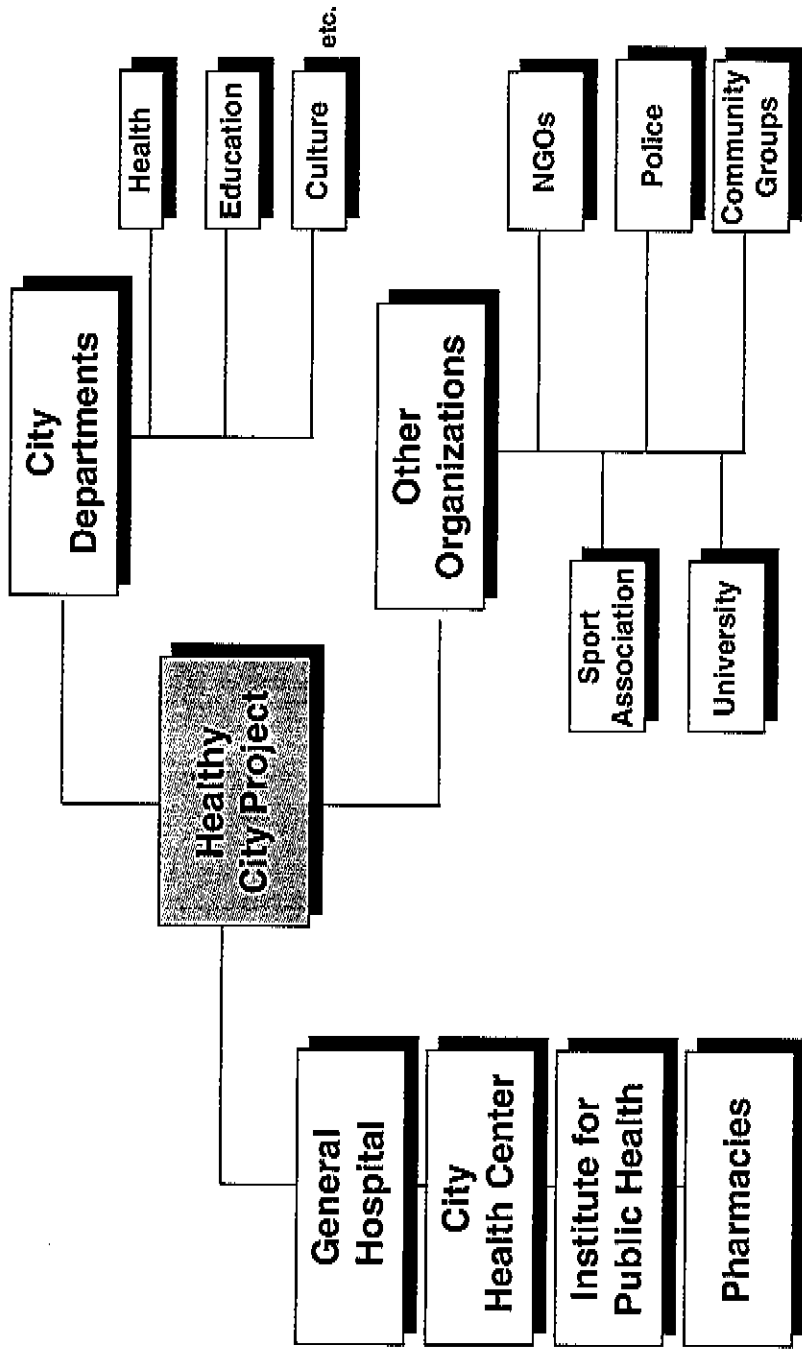 City
Departments
Health
Education
Culture
etc.
Healthy
City Project
Other
Organizations
NGOs
Police
Community
Groups
Sport
Association
University
General
Hospital
City
Health Center
Institute for
Public Health
Pharmacies